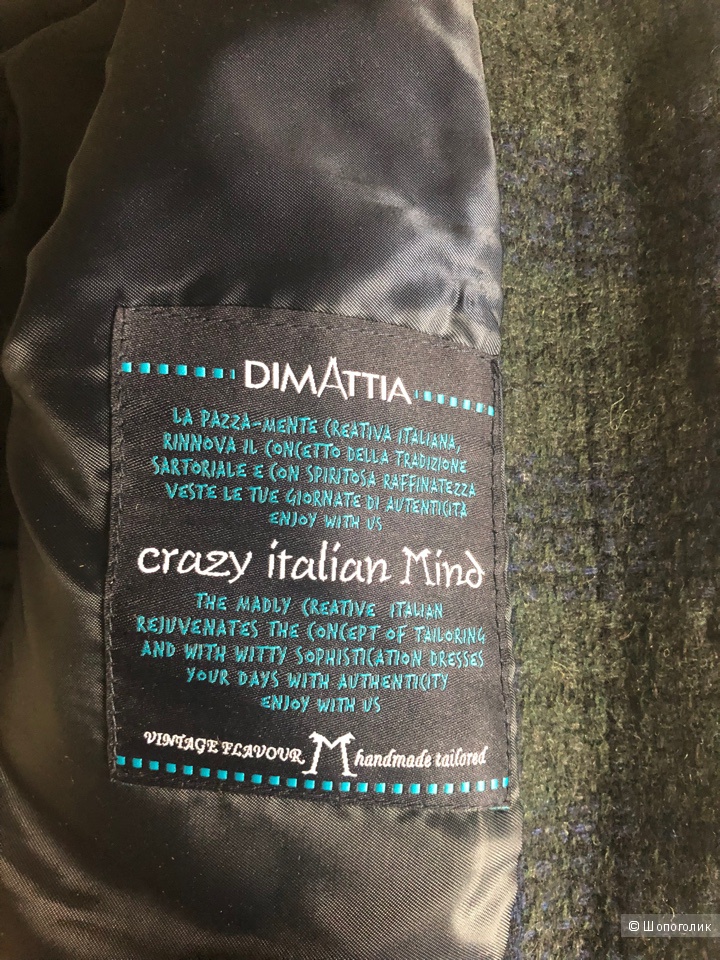 DIMATTIA
LA PAZZA-MENTE CREATIVA ITALIANA,
RINNOVA IL CONCETTO DELLA TRADIZIONE
SARTORIALE E CON SPIRITOSA RAFFINATEZZA
VESTE LE TUE GIORNATE DI AUTENTICITÀ
ENJOY WITH US
crazy italian Mind
THE MADLY CREATIVE ITALIAN
REJUVENATES THE CONCEPT OF TAILORING
AND WITH WITTY SOPHISTICATION DRESSES
YOUR DAYS WITH AUTHENTICITY
ENJOY WITH US
VINTAGE FLAVOUR M handmade tailored
© Шопоголик